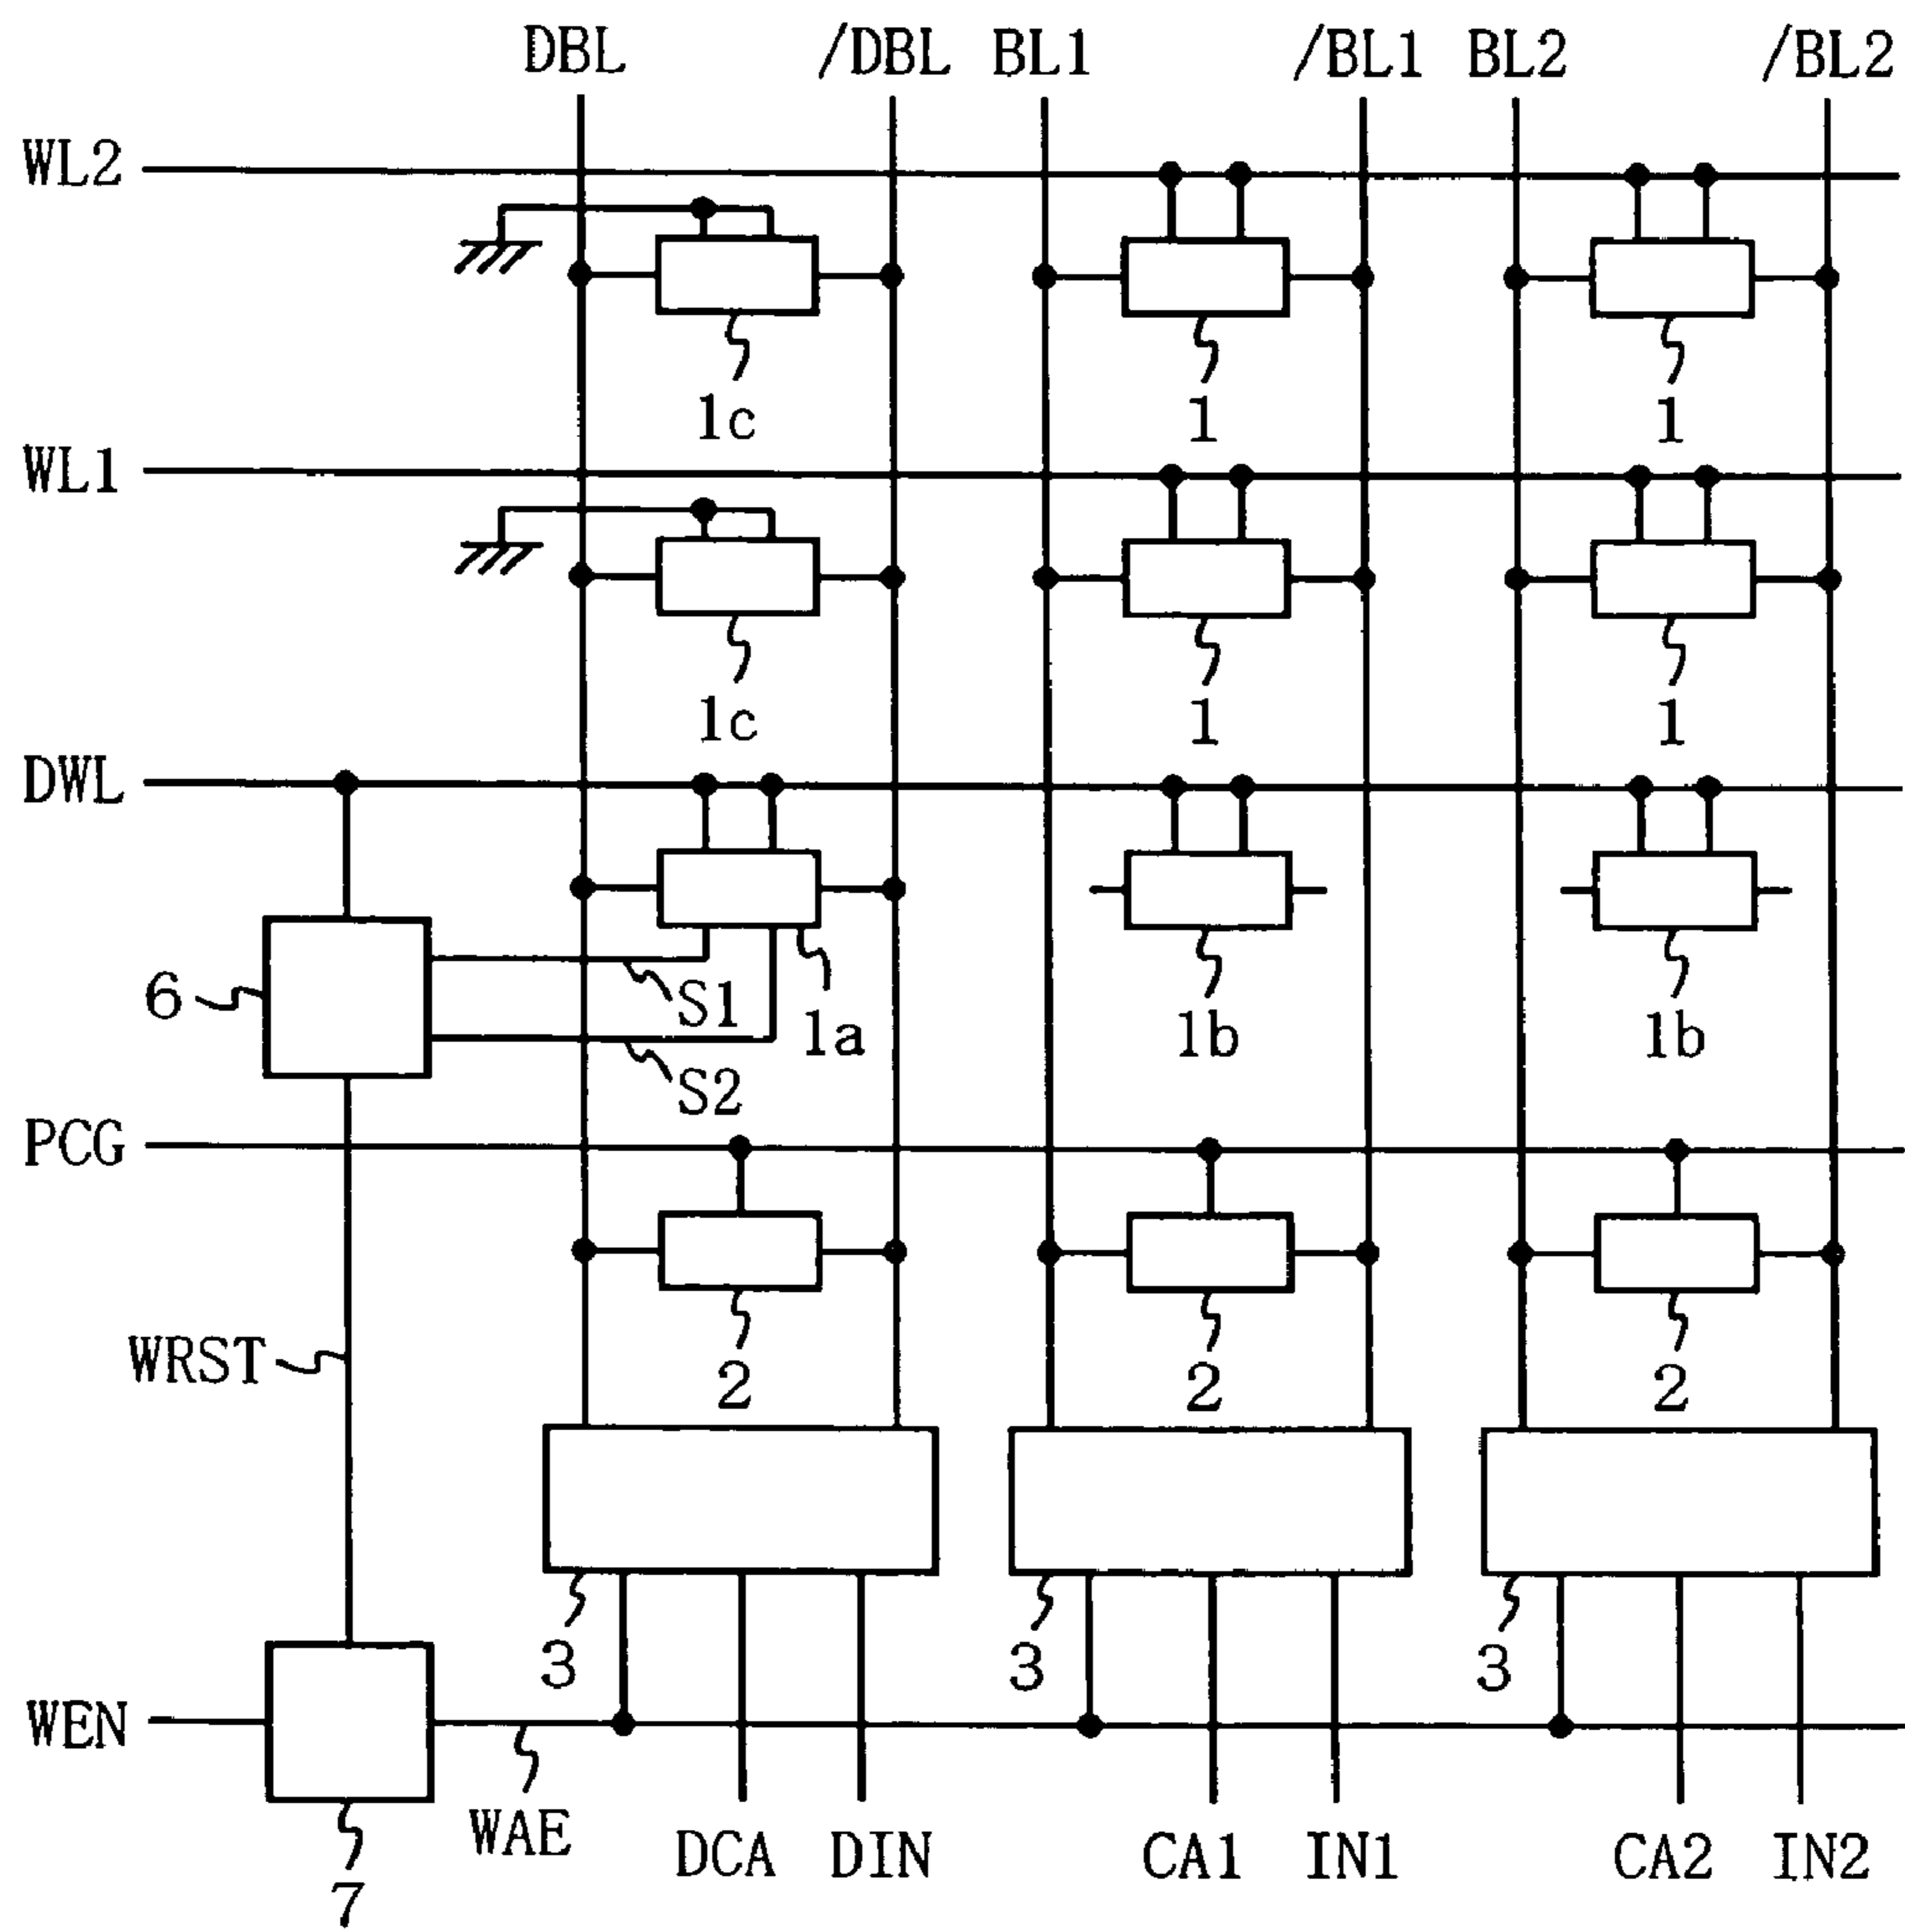 DBL /DBL BL1 /BL1 BL2 /BL2
WL2
1c 1 1
WL1
1c 1 1
DWL
6 S1 1a 1b 1b
S2
PCG
WRST 2 2 2
3 3 3
WEN
WAE DCA DIN CA1 IN1 CA2 IN2
7